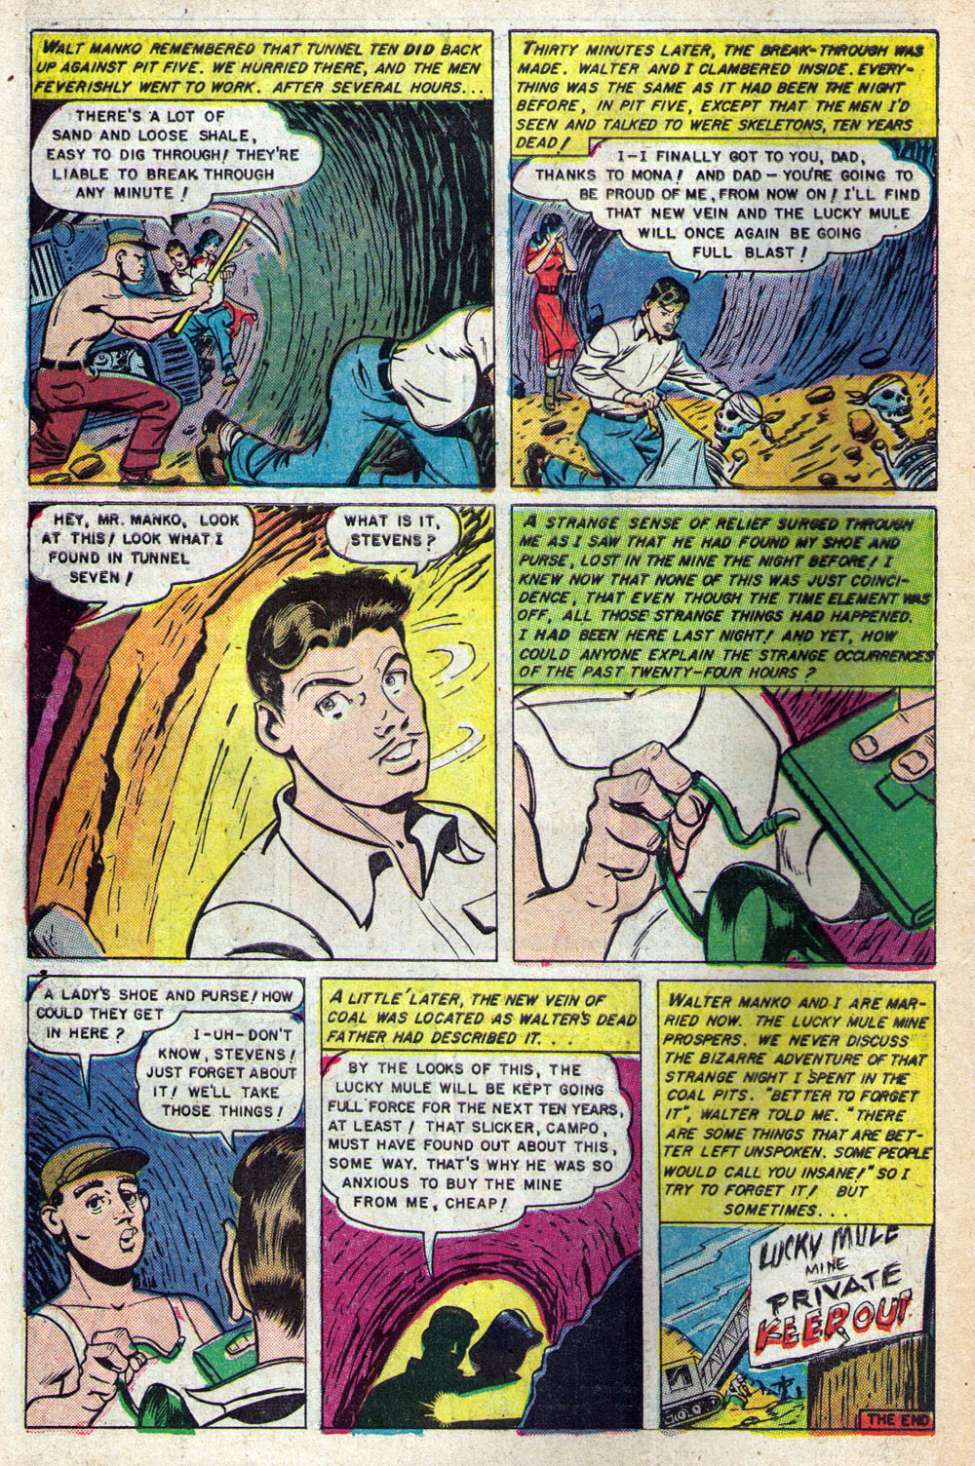 WALT MANKO REMEMBERED THAT TUNNEL TEN DID BACK
UP AGAINST PIT FIVE. WE HURRIED THERE, AND THE MEN
FEVERISHLY WENT TO WORK. AFTER SEVERAL HOURS...
THERE'S A LOT OF
SAND AND LOOSE SHALE,
EASY TO DIG THROUGH! THEY'RE
LIABLE TO BREAK THROUGH
ANY MINUTE!
THIRTY MINUTES LATER, THE BREAK-THROUGH WAS
MADE. WALTER AND I CLAMBERED INSIDE. EVERY-
THING WAS THE SAME AS IT HAD BEEN THE NIGHT
BEFORE, IN PIT FIVE, EXCEPT THAT THE MEN I'D
SEEN AND TALKED TO WERE SKELETONS, TEN YEARS
DEAD!
I-I FINALLY GOT TO YOU, DAD,
THANKS TO MONA! AND DAD-YOU'RE GOING TO
BE PROUD OF ME, FROM NOW ON! I'LL FIND
THAT NEW VEIN AND THE LUCKY MULE
WILL ONCE AGAIN BE GOING
FULL BLAST!
HEY, MR. MANKO, LOOK
AT THIS! LOOK WHAT I
FOUND IN TUNNEL
SEVEN!
WHAT IS IT,
STEVENS?
A STRANGE SENSE OF RELIEF SURGED THROUGH
ME AS I SAW THAT HE HAD FOUND MY SHOE AND
PURSE, LOST IN THE MINE THE NIGHT BEFORE! I
KNEW NOW THAT NONE OF THIS WAS JUST COINCI-
DENCE, THAT EVEN THOUGH THE TIME ELEMENT WAS
OFF, ALL THOSE STRANGE THINGS HAD HAPPENED.
I HAD BEEN HERE LAST NIGHT! AND YET, HOW
COULD ANYONE EXPLAIN THE STRANGE OCCURRENCES
OF THE PAST TWENTY-FOUR HOURS?
A LADY'S SHOE AND PURSE! HOW
COULD THEY GET
IN HERE?
I-UH-DON'T
KNOW, STEVENS!
JUST FORGET ABOUT
IT! WE'LL TAKE
THOSE THINGS!
A LITTLE LATER, THE NEW VEIN OF
COAL WAS LOCATED AS WALTER'S DEAD
FATHER HAD DESCRIBED IT...
BY THE LOOKS OF THIS, THE
LUCKY MULE WILL BE KEPT GOING
FULL FORCE FOR THE NEXT TEN YEARS,
AT LEAST! THAT SLICKER, CAMPO,
MUST HAVE FOUND OUT ABOUT THIS,
SOME WAY. THAT'S WHY HE WAS SO
ANXIOUS TO BUY THE MINE
FROM ME, CHEAP!
WALTER MANKO AND I ARE MAR-
RIED NOW. THE LUCKY MULE MINE
PROSPERS. WE NEVER DISCUSS
THE BIZARRE ADVENTURE OF THAT
STRANGE NIGHT I SPENT IN THE
COAL PITS. "BETTER TO FORGET
IT", WALTER TOLD ME. "THERE
ARE SOME THINGS THAT ARE BET-
TER LEFT UNSPOKEN. SOME PEOPLE
WOULD CALL YOU INSANE!" SO I
TRY TO FORGET IT! BUT
SOMETIMES...
LUCKY MULE
MINE
PRIVATE
KEEP OUT
THE END